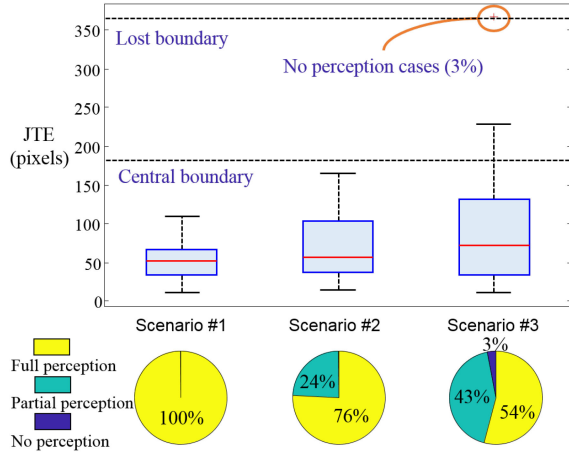 350
Lost boundary
300
No perception cases (3%)
250
JTE
(pixels)
200
Central boundary
150
100
50
0
Scenario #1
Scenario #2
Scenario #3
Full perception
Partial perception
No perception
100%
24%
76%
3%
43%
54%